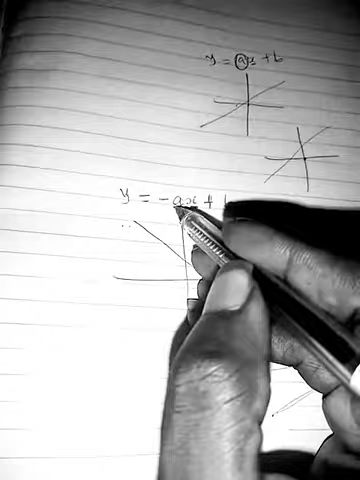 y = ax + b
y = -ax +